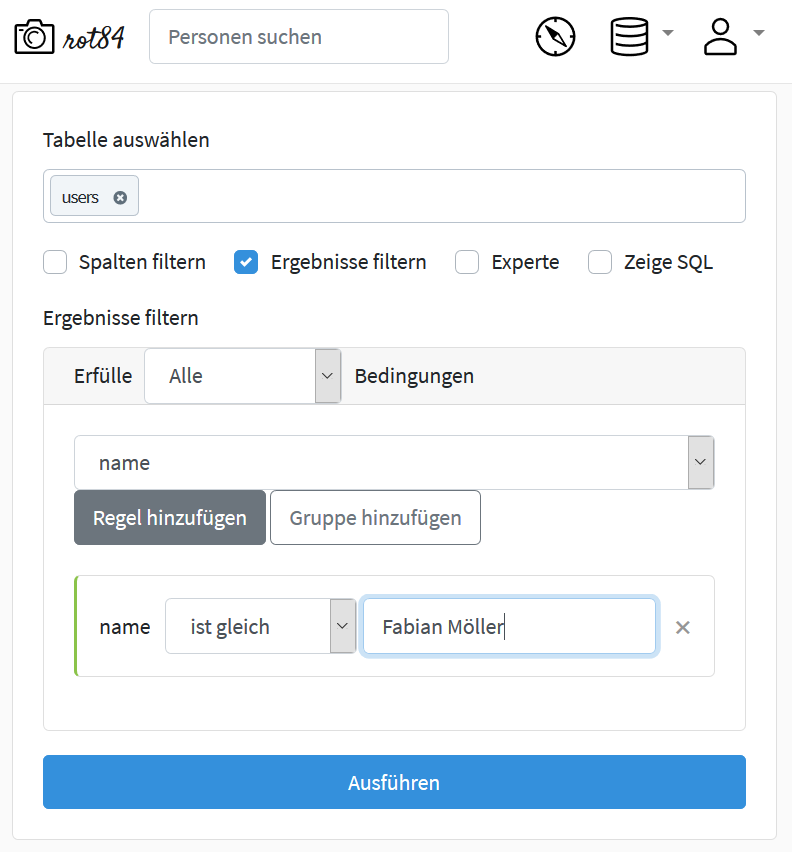 rot84 Personen suchen
Tabelle auswählen
users
Spalten filtern Ergebnisse filtern Experte Zeige SQL
Ergebnisse filtern
Erfülle Alle Bedingungen
name
Regel hinzufügen Gruppe hinzufügen
name ist gleich Fabian Möller
Ausführen